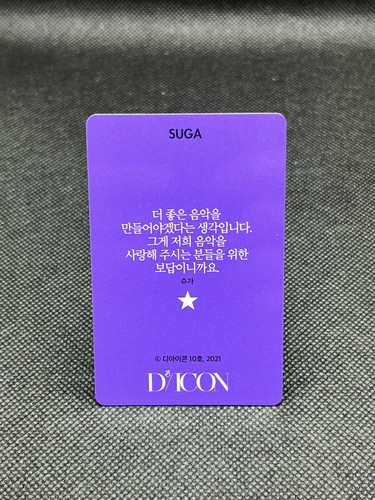 SUGA
더 좋은 음악을
만들어야겠다는 생각입니다.
그게 저희 음악을
사랑해 주시는 분들을 위한
보답이니까요.
슈가
© 디아이콘 10호, 2021
D/ICON